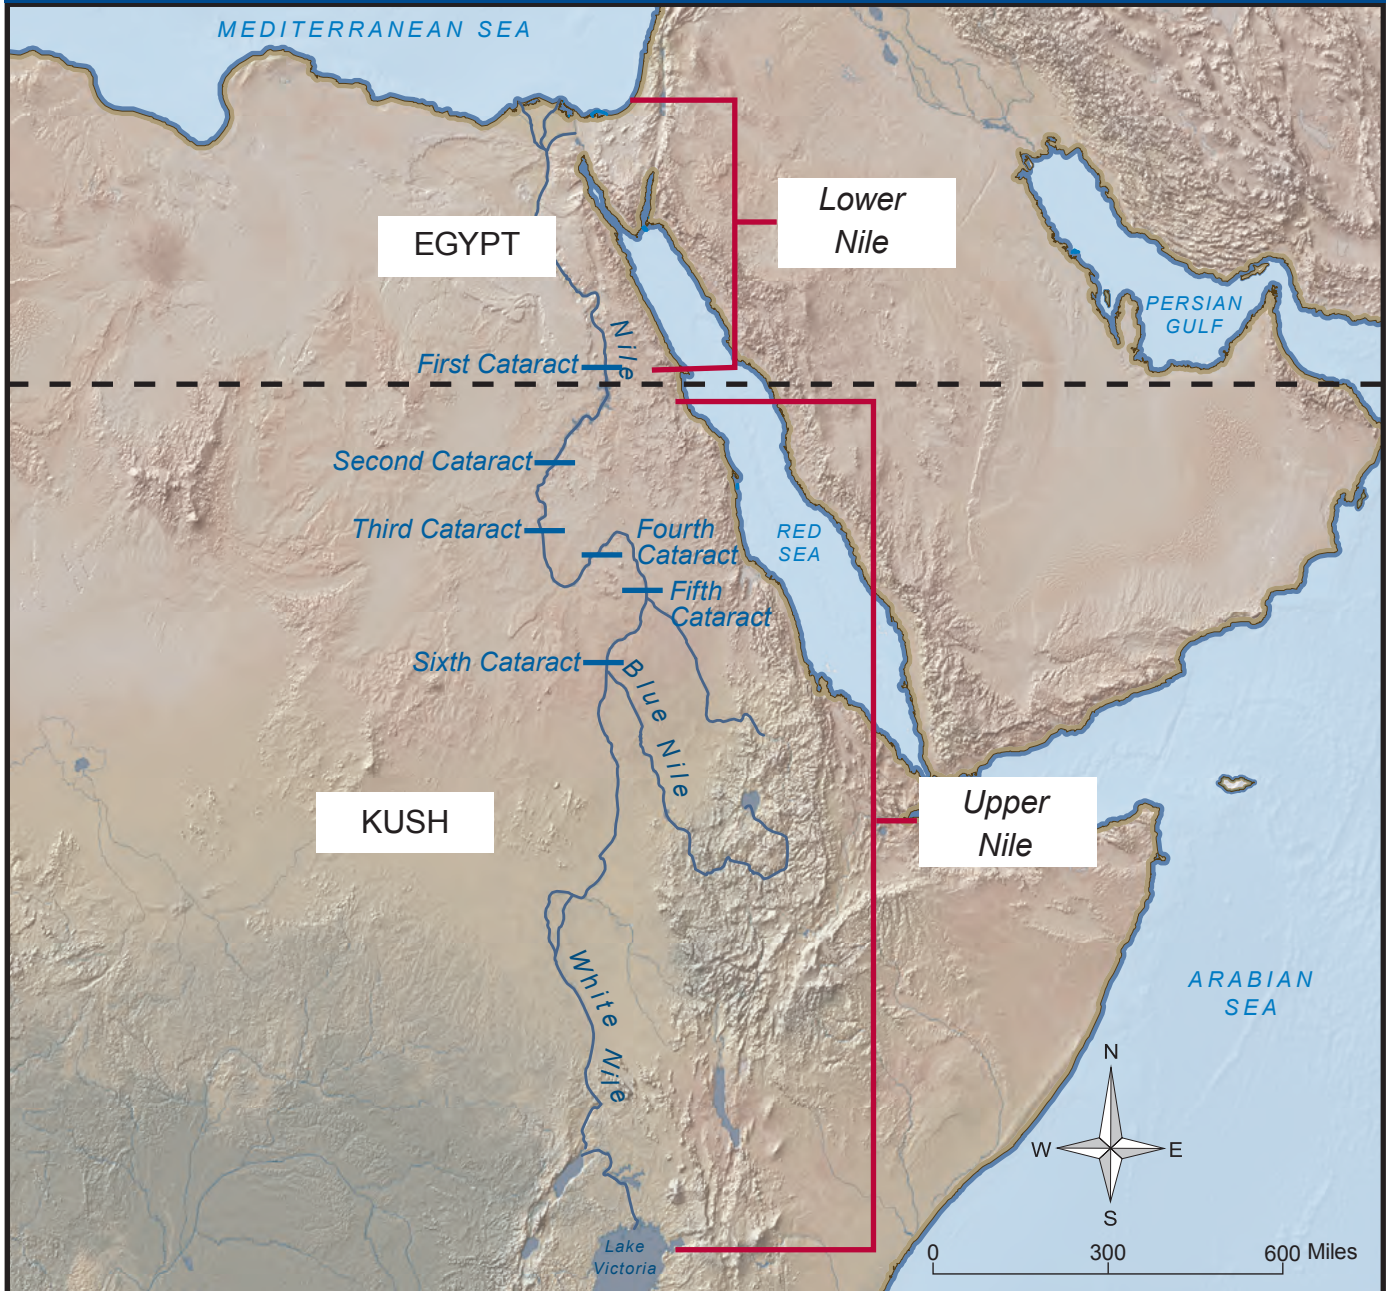 MEDITERRANEAN SEA
Lower
Nile
EGYPT
PERSIAN
GULF
Nile
First Cataract
Second Cataract
Third Cataract
Fourth
Cataract
RED
SEA
Fifth
Cataract
Sixth Cataract
Blue Nile
KUSH
Upper
Nile
White Nile
ARABIAN
SEA
N
W
E
S
Lake
Victoria
0
300
600 Miles